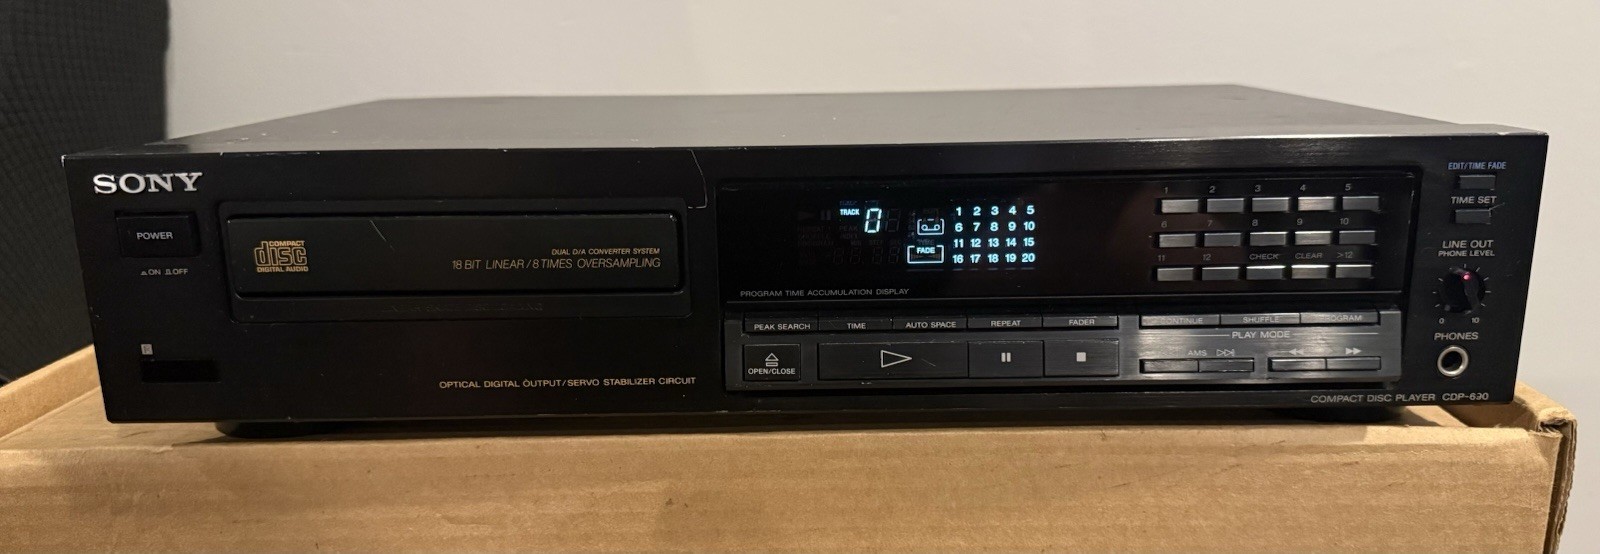 SONY
POWER
ON OFF
COMPACT
disc
DIGITAL AUDIO
DUAL D/A CONVERTER SYSTEM
18 BIT LINEAR/8 TIMES OVERSAMPLING
OPTICAL DIGITAL OUTPUT/SERVO STABILIZER CIRCUIT
TRACK
0
FADE
1 2 3 4 5
6 7 8 9 10
11 12 13 14 15
16 17 18 19 20
PROGRAM TIME ACCUMULATION DISPLAY
PEAK SEARCH TIME AUTO SPACE REPEAT FADER
OPEN/CLOSE
1 2 3 4 5
6 7 8 9 10
11 12 CHECK CLEAR >12
CONTINUE SHUFFLE PROGRAM
PLAY MODE
AMS
EDIT/TIME FADE
TIME SET
LINE OUT
PHONE LEVEL
0 10
PHONES
COMPACT DISC PLAYER CDP-690